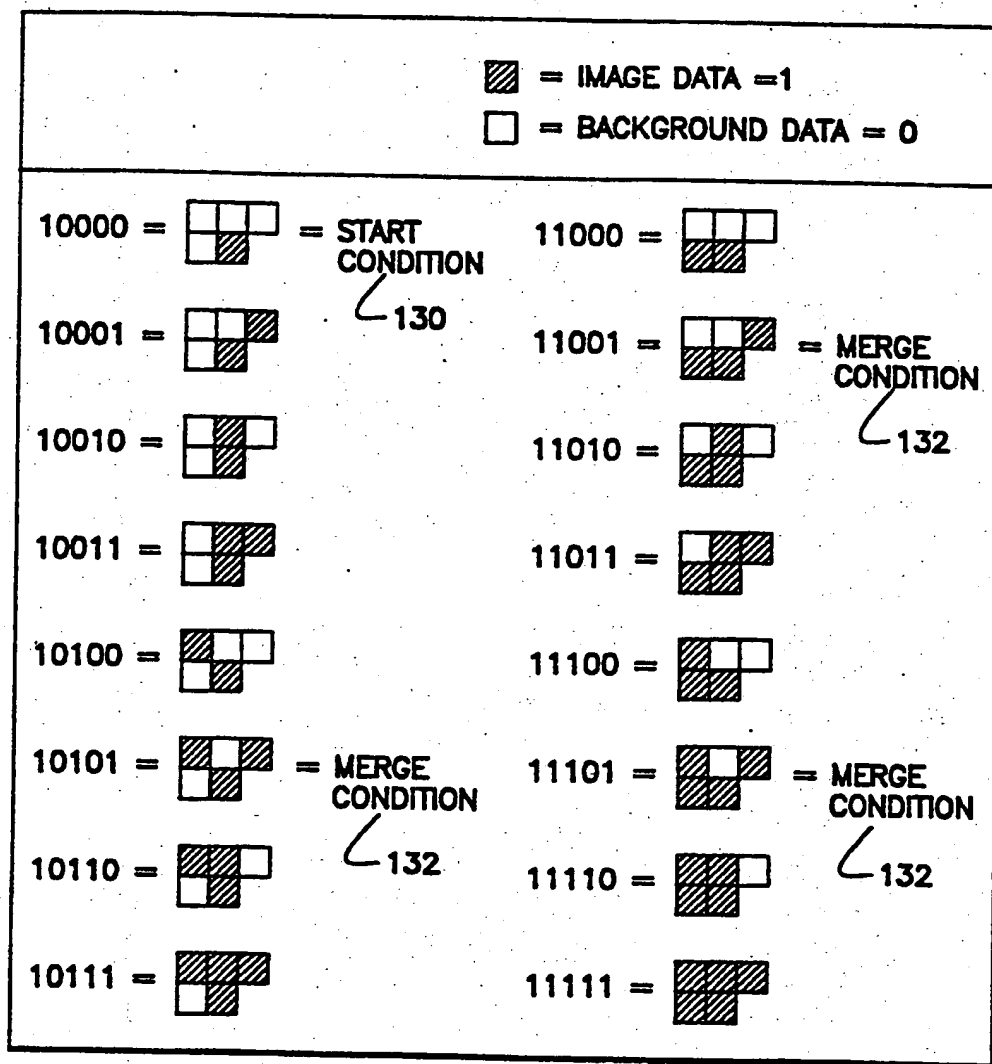 = IMAGE DATA =1
= BACKGROUND DATA = 0
10000 = = START
CONDITION
130
10001 =
10010 =
10011 =
10100 =
10101 = = MERGE
CONDITION
132
10110 =
10111 =
11000 =
11001 = = MERGE
CONDITION
132
11010 =
11011 =
11100 =
11101 = = MERGE
CONDITION
132
11110 =
11111 =